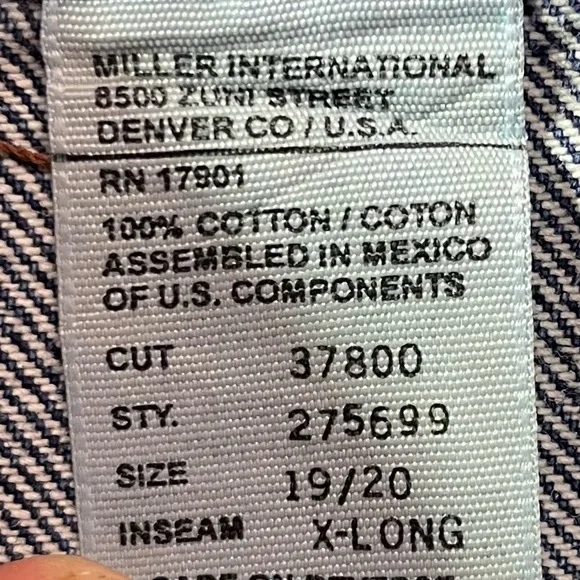 MILLER INTERNATIONAL
8500 ZUNI STREET
DENVER CO / U.S.A.
RN 17901
100% COTTON / COTON
ASSEMBLED IN MEXICO
OF U.S. COMPONENTS
CUT 37800
STY. 275699
SIZE 19/20
INSEAM X-LONG